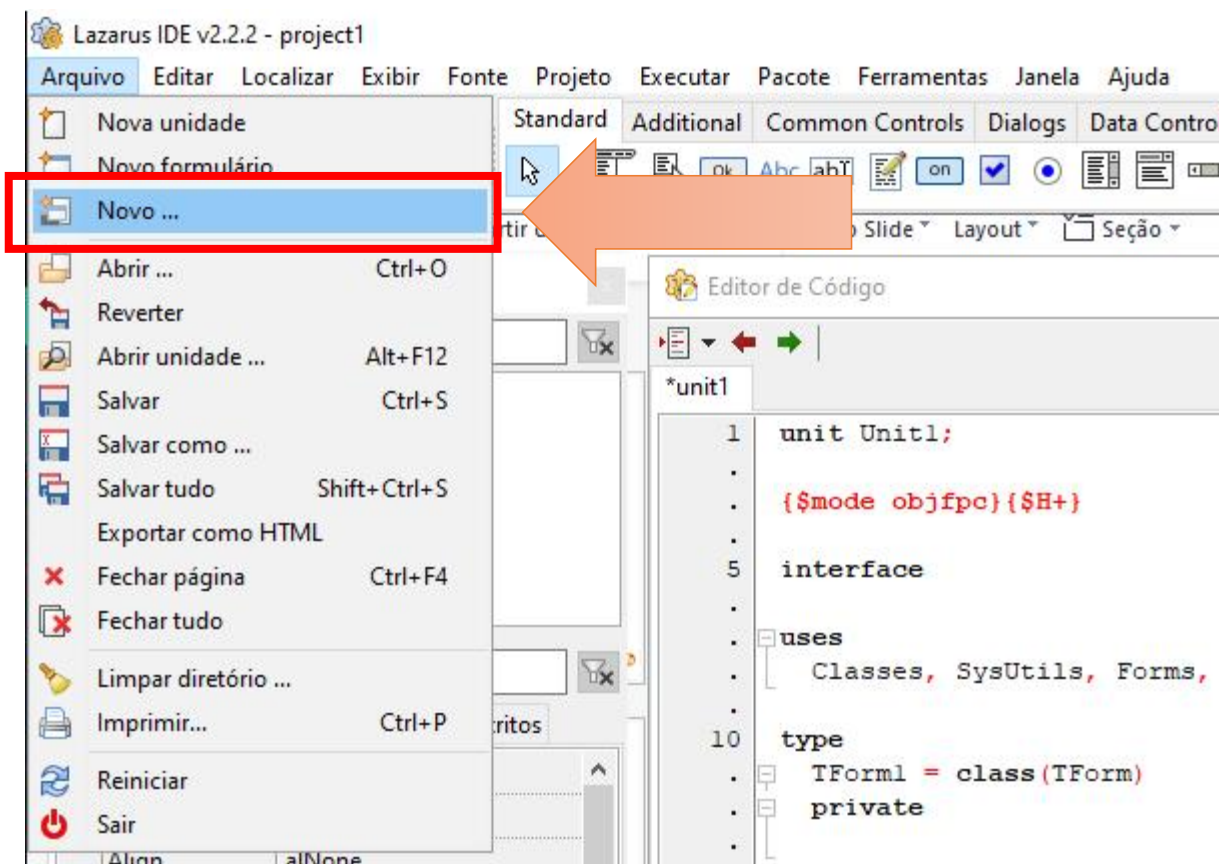 Lazarus IDE v2.2.2 - project1
Arquivo Editar Localizar Exibir Fonte Projeto Executar Pacote Ferramentas Janela Ajuda
Nova unidade
Novo formulário
Novo ...
Abrir ... Ctrl+O
Reverter
Abrir unidade ... Alt+F12
Salvar Ctrl+S
Salvar como ...
Salvar tudo Shift+Ctrl+S
Exportar como HTML
Fechar página Ctrl+F4
Fechar tudo
Limpar diretório ...
Imprimir... Ctrl+P
Reiniciar
Sair
Standard Additional Common Controls Dialogs Data Contro
Ok Abc abI on
Slide Layout Seção
Editor de Código
*unit1
1 unit Unit1;
.
. {$mode objfpc}{$H+}
.
5 interface
.
. uses
. Classes, SysUtils, Forms,
.
10 type
. TForm1 = class(TForm)
. private
.
ritos
Align alNone